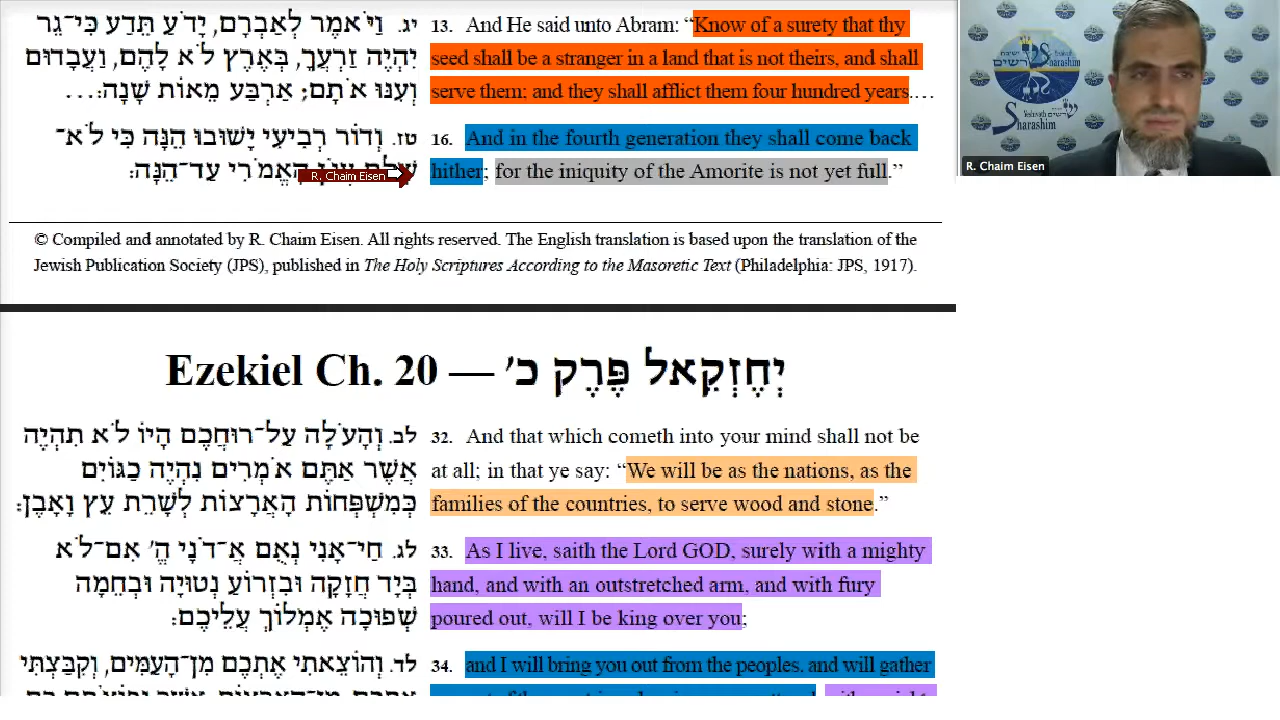 יג. וַיֹּאמֶר לְאַבְרָם, יָדֹעַ תֵּדַע כִּי־גֵר
יִהְיֶה זַרְעֲךָ, בְּאֶרֶץ לֹא לָהֶם, וַעֲבָדוּם
וְעִנּוּ אֹתָם; אַרְבַּע מֵאוֹת שָׁנָה:…
13. And He said unto Abram: “Know of a surety that thy
seed shall be a stranger in a land that is not theirs, and shall
serve them; and they shall afflict them four hundred years.…
טז. וְדוֹר רְבִיעִי יָשׁוּבוּ הֵנָּה כִּי לֹא־
הָאֱמֹרִי עַד־הֵנָּה:
16. And in the fourth generation they shall come back
hither; for the iniquity of the Amorite is not yet full.”
R. Chaim Eisen
© Compiled and annotated by R. Chaim Eisen. All rights reserved. The English translation is based upon the translation of the
Jewish Publication Society (JPS), published in The Holy Scriptures According to the Masoretic Text (Philadelphia: JPS, 1917).
Ezekiel Ch. 20 — יְחֶזְקֵאל פֶּרֶק כ׳
לב. וְהָעֹלָה עַל־רוּחֲכֶם הָיוֹ לֹא תִהְיֶה
אֲשֶׁר אַתֶּם אֹמְרִים נִהְיֶה כַגּוֹיִם
כְּמִשְׁפְּחוֹת הָאֲרָצוֹת לְשָׁרֵת עֵץ וָאָבֶן:
32. And that which cometh into your mind shall not be
at all; in that ye say: “We will be as the nations, as the
families of the countries, to serve wood and stone.”
לג. חַי־אָנִי נְאֻם אֲ־דֹנָי ה׳ אִם־לֹא
בְּיָד חֲזָקָה וּבִזְרוֹעַ נְטוּיָה וּבְחֵמָה
שְׁפוּכָה אֶמְלוֹךְ עֲלֵיכֶם:
33. As I live, saith the Lord GOD, surely with a mighty
hand, and with an outstretched arm, and with fury
poured out, will I be king over you;
לד. וְהוֹצֵאתִי אֶתְכֶם מִן־הָעַמִּים, וְקִבַּצְתִּי
34. and I will bring you out from the peoples, and will gather
Yeshivath
Sharashim
R. Chaim Eisen